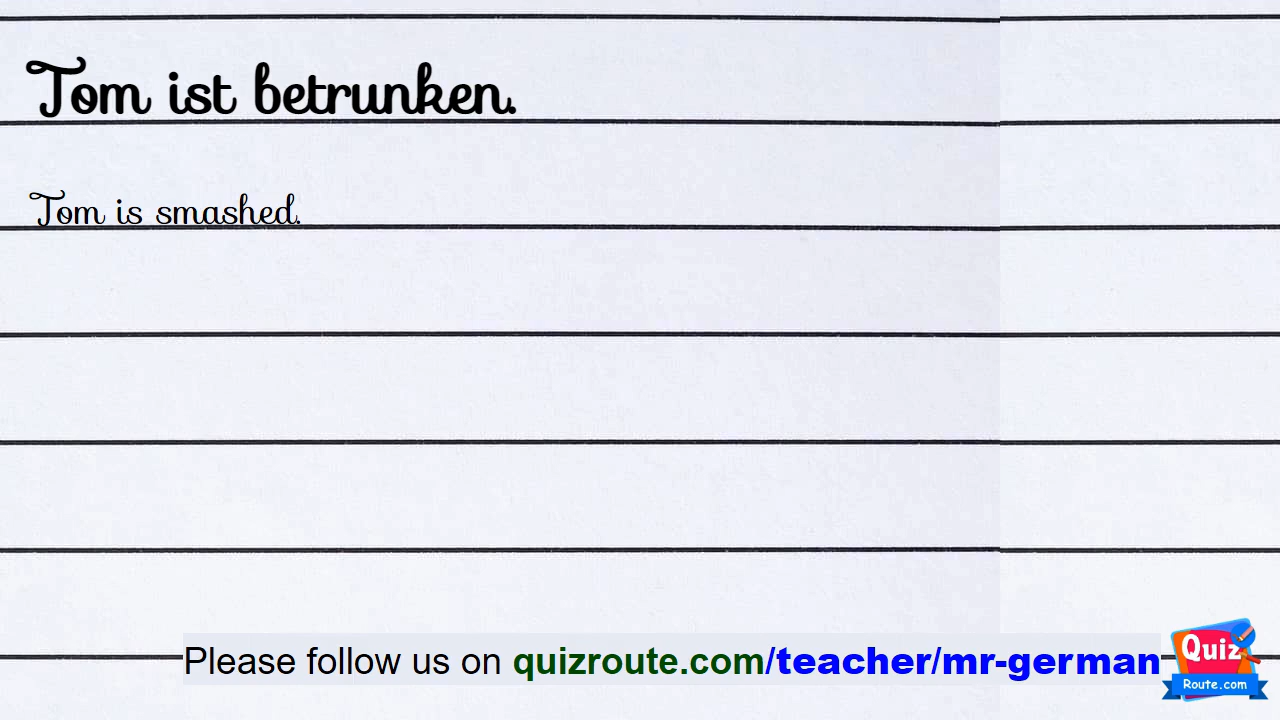 Tom ist betrunken.
Tom is smashed.
Please follow us on quizroute.com/teacher/mr-german
Quiz
Route.com